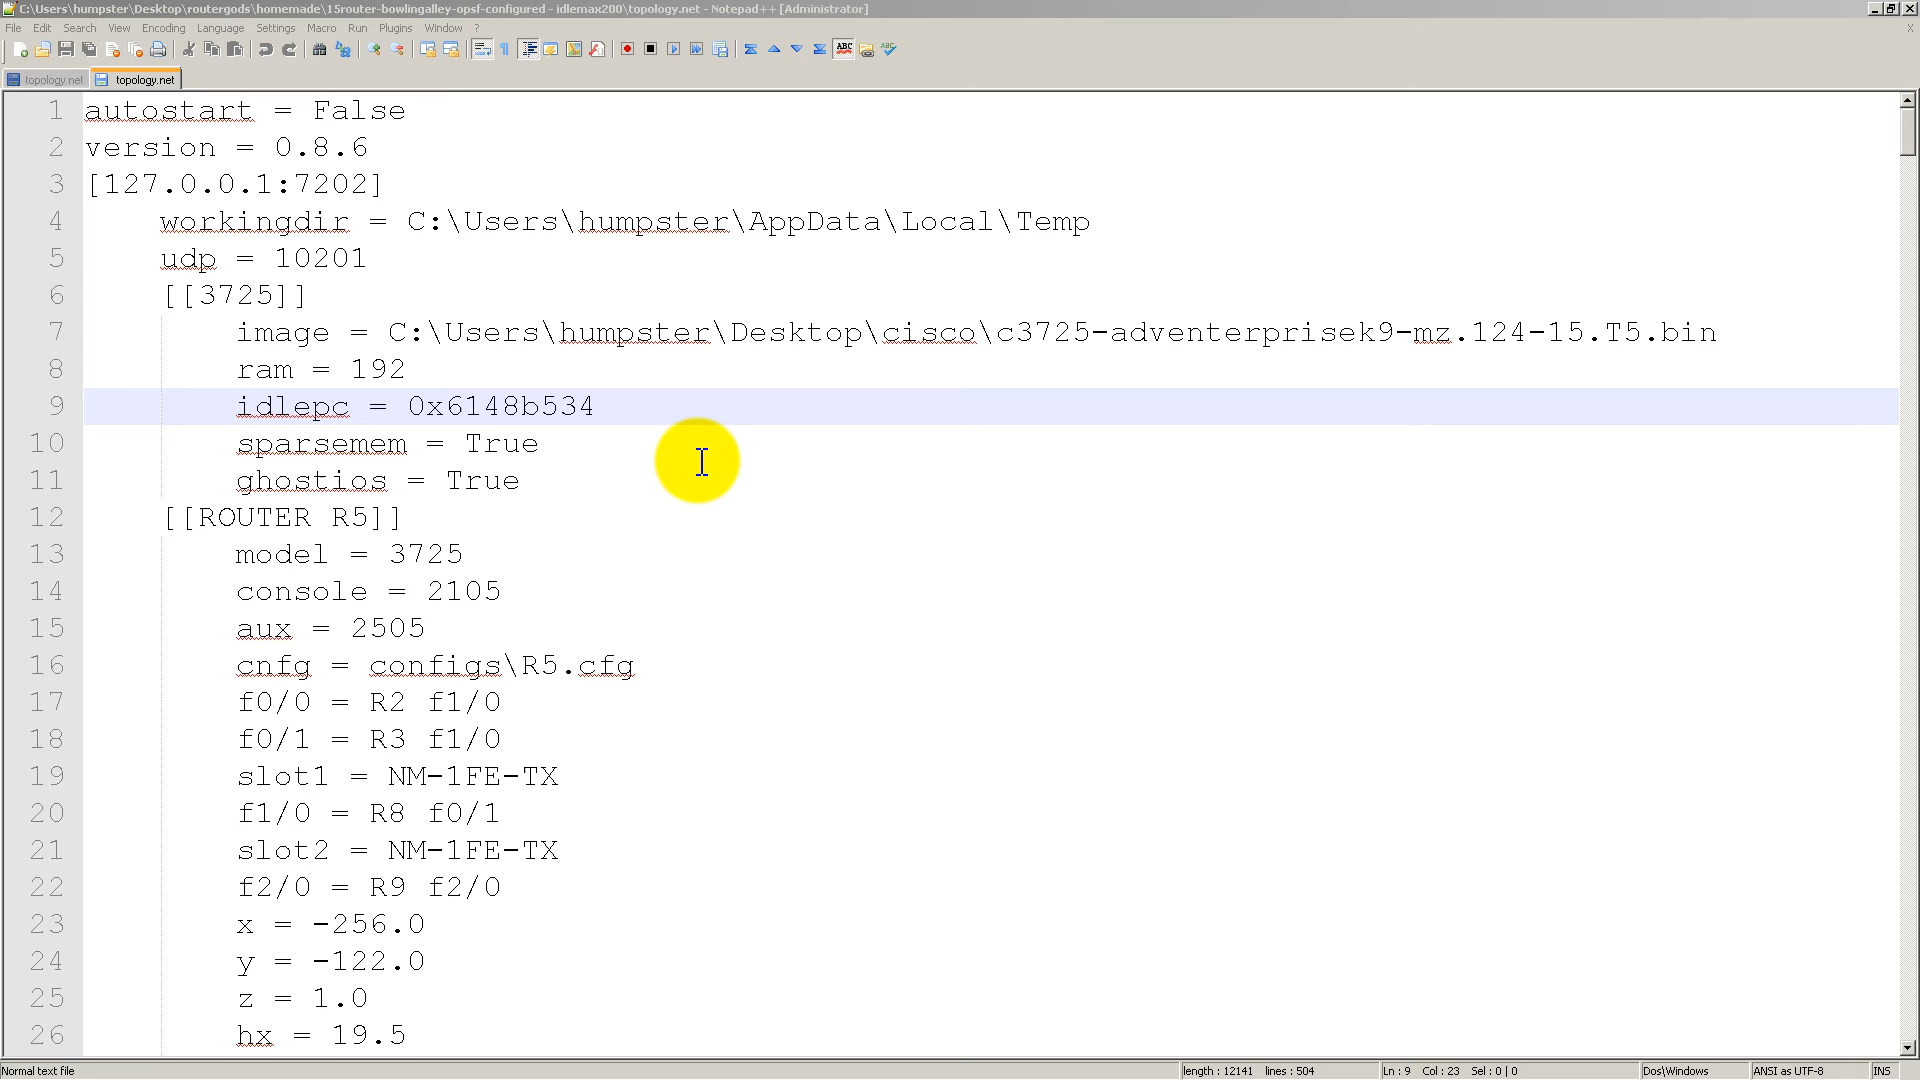 C:\Users\humpster\Desktop\routergods\homemade\15router-bowlingalley-opsf-configured - idlemax200\topology.net - Notepad++ [Administrator]
File Edit Search View Encoding Language Settings Macro Run Plugins Window ?
X
ABC
topology.net topology.net
1 autostart = False
2 version = 0.8.6
3 [127.0.0.1:7202]
4 workingdir = C:\Users\humpster\AppData\Local\Temp
5 udp = 10201
6 [[3725]]
7 image = C:\Users\humpster\Desktop\cisco\c3725-adventerprisek9-mz.124-15.T5.bin
8 ram = 192
9 idlepc = 0x6148b534
10 sparsemem = True
11 ghostios = True
12 [[ROUTER R5]]
13 model = 3725
14 console = 2105
15 aux = 2505
16 cnfg = configs\R5.cfg
17 f0/0 = R2 f1/0
18 f0/1 = R3 f1/0
19 slot1 = NM-1FE-TX
20 f1/0 = R8 f0/1
21 slot2 = NM-1FE-TX
22 f2/0 = R9 f2/0
23 x = -256.0
24 y = -122.0
25 z = 1.0
26 hx = 19.5
Normal text file length : 12141 lines : 504 Ln : 9 Col : 23 Sel : 0 | 0 Dos\Windows ANSI as UTF-8 INS